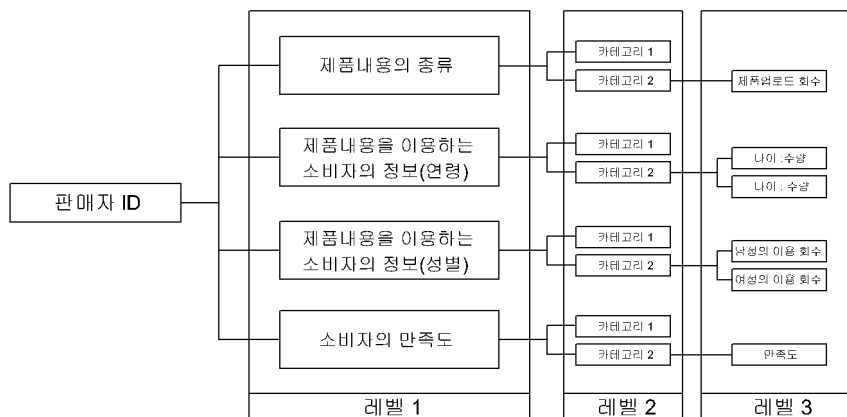 판매자 ID
제품내용의 종류
제품내용을 이용하는
소비자의 정보(연령)
제품내용을 이용하는
소비자의 정보(성별)
소비자의 만족도
레벨 1
카테고리 1
카테고리 2
카테고리 1
카테고리 2
카테고리 1
카테고리 2
카테고리 1
카테고리 2
레벨 2
제품업로드 회수
나이 : 수량
나이 : 수량
남성의 이용 회수
여성의 이용 회수
만족도
레벨 3